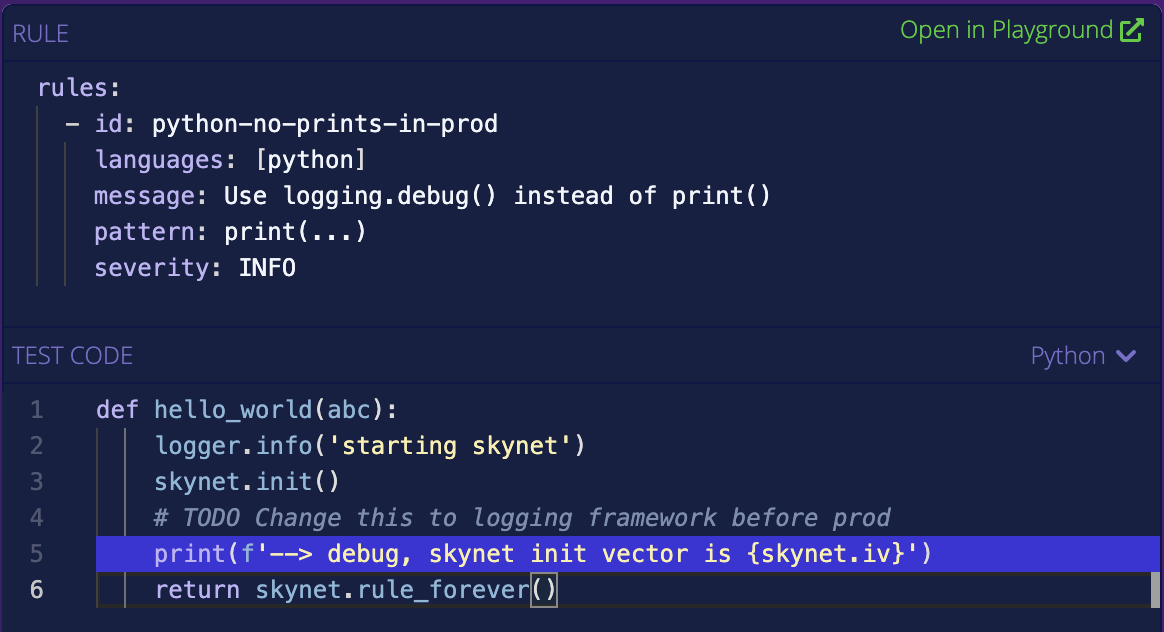 RULE
Open in Playground
rules:
– id: python-no-prints-in-prod
languages: [python]
message: Use logging.debug() instead of print()
pattern: print(...)
severity: INFO
TEST CODE
Python
1 def hello_world(abc):
2 logger.info('starting skynet')
3 skynet.init()
4 # TODO Change this to logging framework before prod
5 print(f'--> debug, skynet init vector is {skynet.iv}')
6 return skynet.rule_forever()